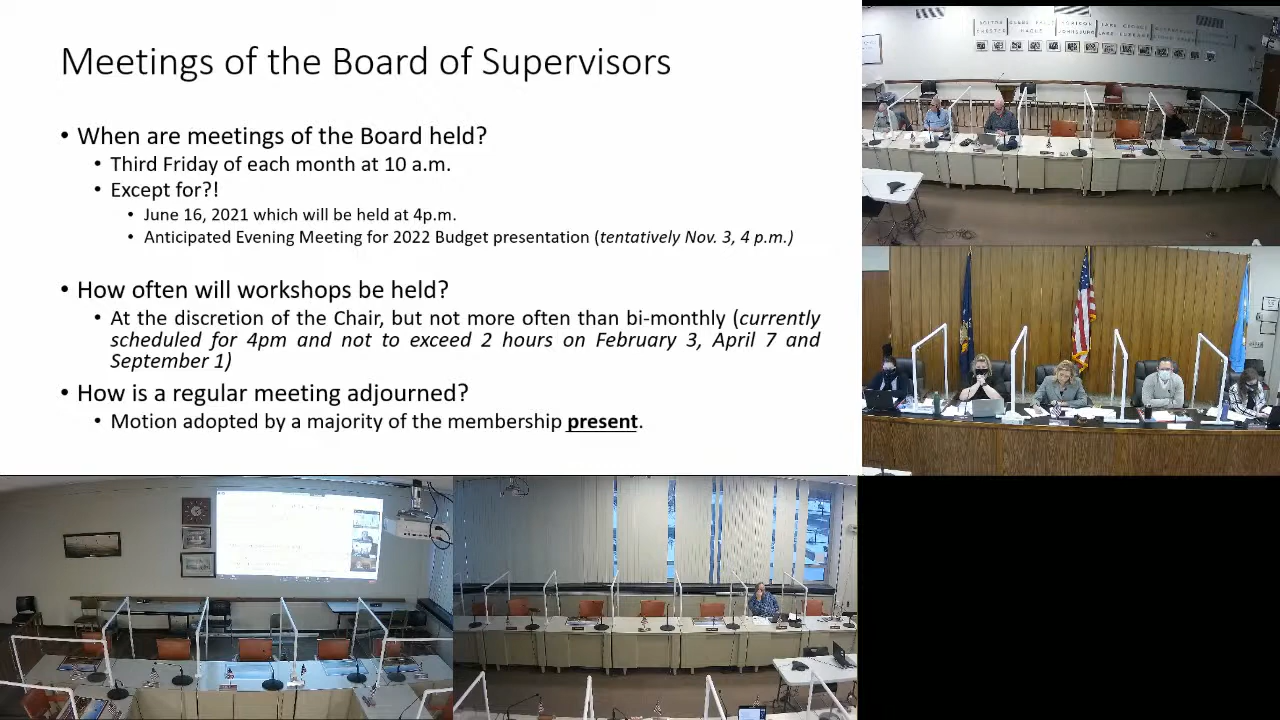 Meetings of the Board of Supervisors
• When are meetings of the Board held?
• Third Friday of each month at 10 a.m.
• Except for?!
• June 16, 2021 which will be held at 4p.m.
• Anticipated Evening Meeting for 2022 Budget presentation (tentatively Nov. 3, 4 p.m.)
• How often will workshops be held?
• At the discretion of the Chair, but not more often than bi-monthly (currently
scheduled for 4pm and not to exceed 2 hours on February 3, April 7 and
September 1)
• How is a regular meeting adjourned?
• Motion adopted by a majority of the membership present.